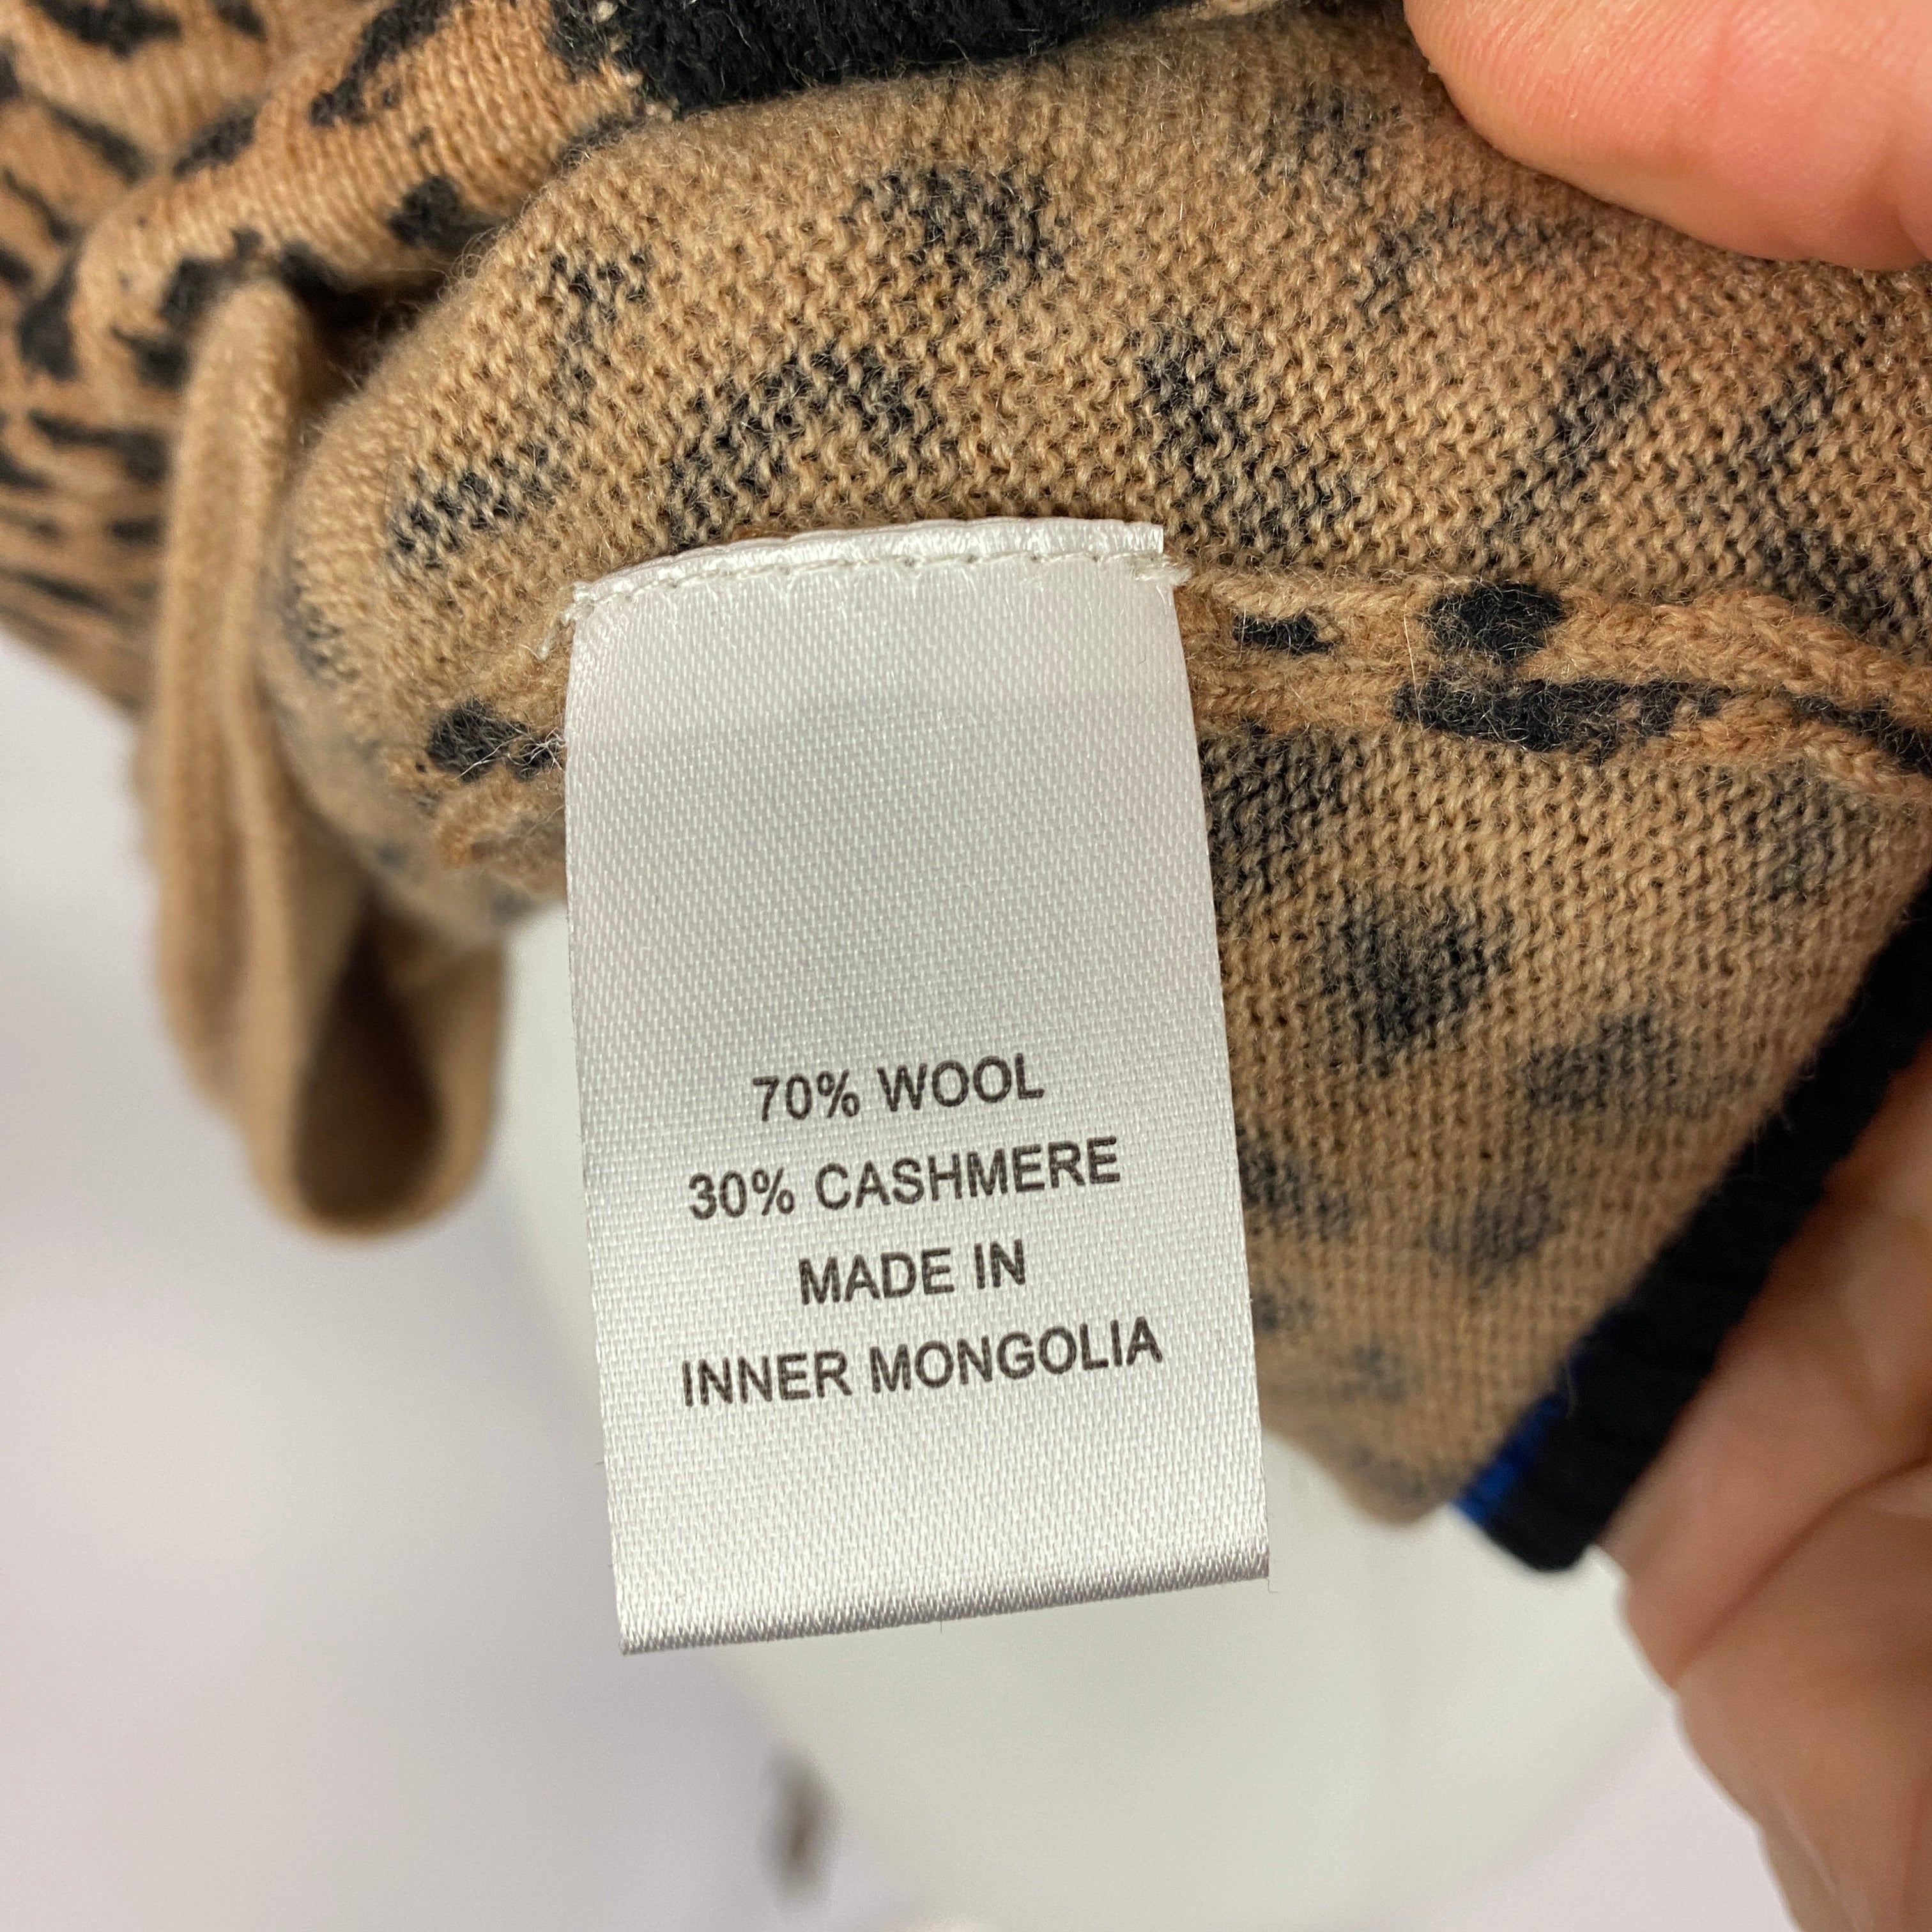 70% WOOL
30% CASHMERE
MADE IN
INNER MONGOLIA